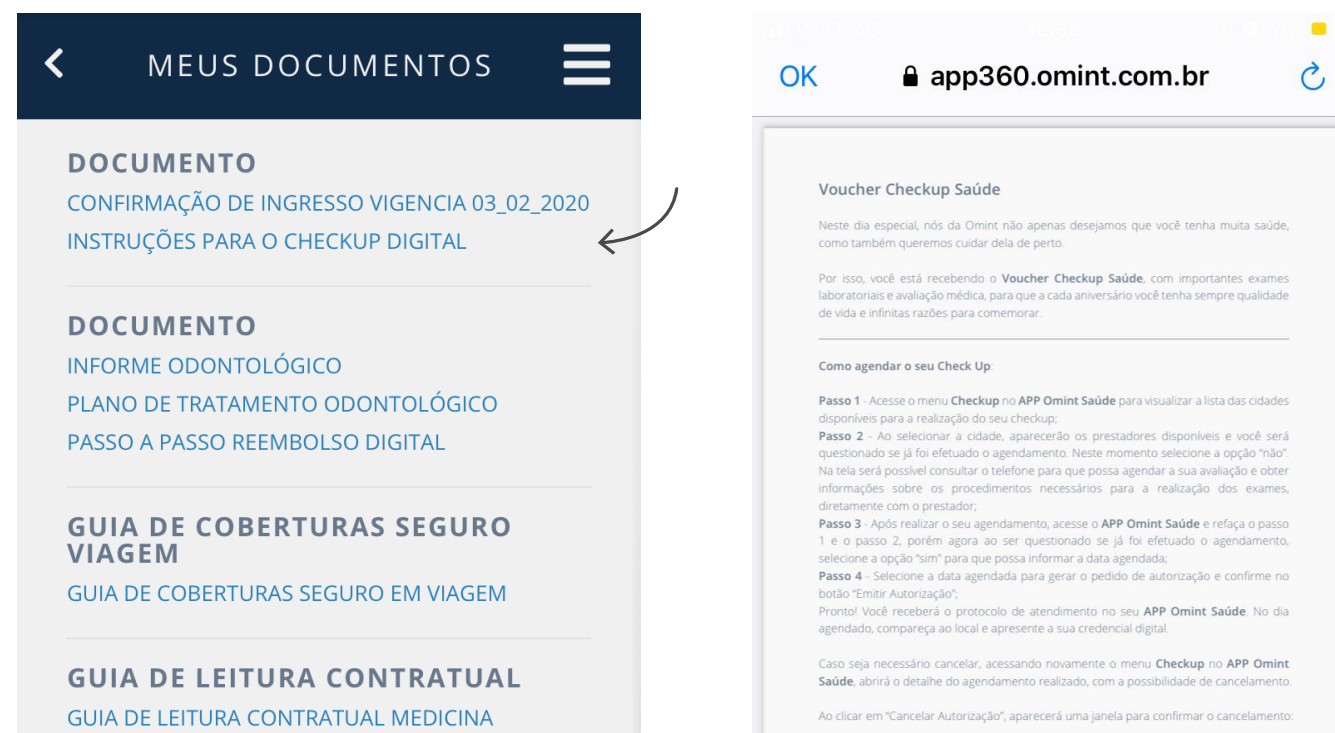 MEUS DOCUMENTOS
DOCUMENTO
CONFIRMAÇÃO DE INGRESSO VIGENCIA 03_02_2020
INSTRUÇÕES PARA O CHECKUP DIGITAL
DOCUMENTO
INFORME ODONTOLÓGICO
PLANO DE TRATAMENTO ODONTOLÓGICO
PASSO A PASSO REEMBOLSO DIGITAL
GUIA DE COBERTURAS SEGURO
VIAGEM
GUIA DE COBERTURAS SEGURO EM VIAGEM
GUIA DE LEITURA CONTRATUAL
GUIA DE LEITURA CONTRATUAL MEDICINA
OK app360.omint.com.br
Voucher Checkup Saúde
Neste dia especial, nós da Omint não apenas desejamos que você tenha muita saúde,
como também queremos cuidar dela de perto.
Por isso, você está recebendo o Voucher Checkup Saúde, com importantes exames
laboratoriais e avaliação médica, para que a cada aniversário você tenha sempre qualidade
de vida e infinitas razões para comemorar.
Como agendar o seu Check Up:
Passo 1 - Acesse o menu Checkup no APP Omint Saúde para visualizar a lista das cidades
disponíveis para a realização do seu checkup;
Passo 2 - Ao selecionar a cidade, aparecerão os prestadores disponíveis e você será
questionado se já foi efetuado o agendamento. Neste momento selecione a opção “não”.
Na tela será possível consultar o telefone para que possa agendar a sua avaliação e obter
informações sobre os procedimentos necessários para a realização dos exames,
diretamente com o prestador;
Passo 3 - Após realizar o seu agendamento, acesse o APP Omint Saúde e refaça o passo
1 e o passo 2, porém agora ao ser questionado se já foi efetuado o agendamento,
selecione a opção “sim” para que possa informar a data agendada;
Passo 4 - Selecione a data agendada para gerar o pedido de autorização e confirme no
botão “Emitir Autorização”;
Pronto! Você receberá o protocolo de atendimento no seu APP Omint Saúde. No dia
agendado, compareça ao local e apresente a sua credencial digital.
Caso seja necessário cancelar, acessando novamente o menu Checkup no APP Omint
Saúde, abrirá o detalhe do agendamento realizado, com a possibilidade de cancelamento.
Ao clicar em “Cancelar Autorização”, aparecerá uma janela para confirmar o cancelamento: